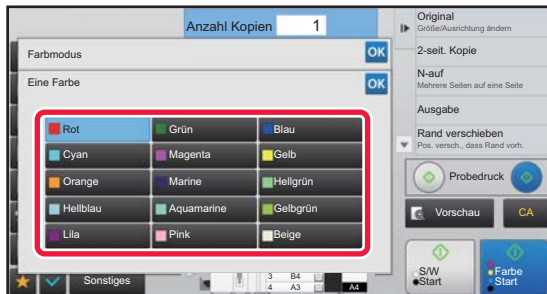 Anzahl Kopien 1
Farbmodus OK
Eine Farbe OK
Rot Grün Blau
Cyan Magenta Gelb
Orange Marine Hellgrün
Hellblau Aquamarine Gelbgrün
Lila Pink Beige
Sonstiges
3 B4
4 A3
A4
Original
Größe/Ausrichtung ändern
2-seit. Kopie
N-auf
Mehrere Seiten auf eine Seite
Ausgabe
Rand verschieben
Pos. versch., dass Rand vorh.
Probedruck
Vorschau CA
S/W
Start
Farbe
Start